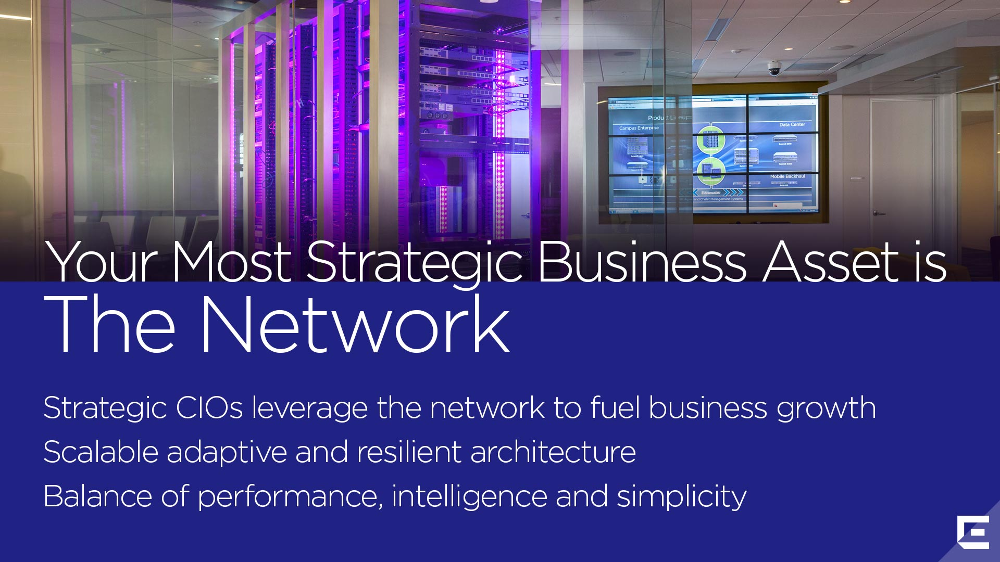 Product Lineup
Campus Enterprise
Data Center
Mobile Backhaul
ExtremeXOS
and Chalet Management Systems
Your Most Strategic Business Asset is
The Network
Strategic CIOs leverage the network to fuel business growth
Scalable adaptive and resilient architecture
Balance of performance, intelligence and simplicity